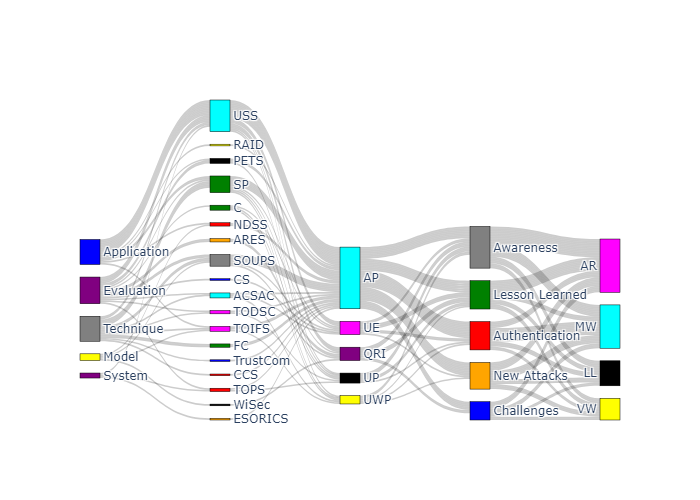 Application
Evaluation
Technique
Model
System
USS
RAID
PETS
SP
C
NDSS
ARES
SOUPS
CS
ACSAC
TODSC
TOIFS
FC
TrustCom
CCS
TOPS
WiSec
ESORICS
AP
UE
QRI
UP
UWP
Awareness
Lesson Learned
Authentication
New Attacks
Challenges
AR
MW
LL
VW